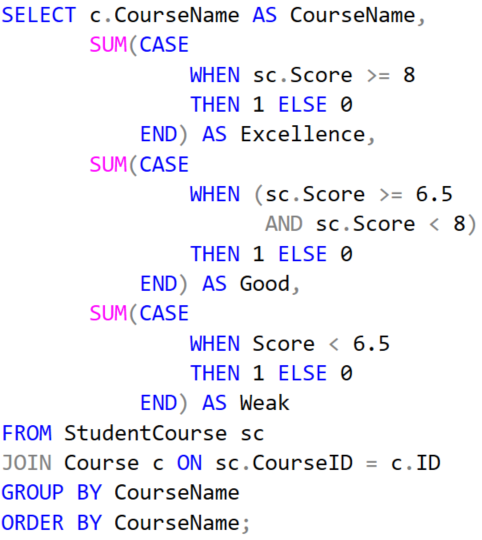 SELECT c.CourseName AS CourseName,
SUM(CASE
WHEN sc.Score >= 8
THEN 1 ELSE 0
END) AS Excellence,
SUM(CASE
WHEN (sc.Score >= 6.5
AND sc.Score < 8)
THEN 1 ELSE 0
END) AS Good,
SUM(CASE
WHEN Score < 6.5
THEN 1 ELSE 0
END) AS Weak
FROM StudentCourse sc
JOIN Course c ON sc.CourseID = c.ID
GROUP BY CourseName
ORDER BY CourseName;